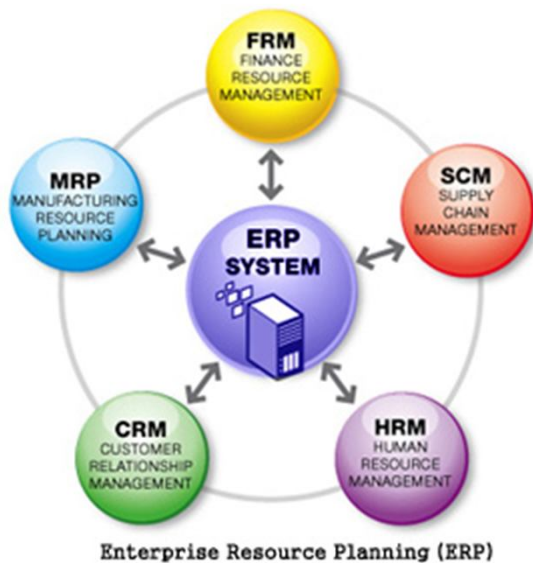 FRM
FINANCE
RESOURCE
MANAGEMENT
MRP
MANUFACTURING
RESOURCE
PLANNING
SCM
SUPPLY
CHAIN
MANAGEMENT
ERP
SYSTEM
CRM
CUSTOMER
RELATIONSHIP
MANAGEMENT
HRM
HUMAN
RESOURCE
MANAGEMENT
Enterprise Resource Planning (ERP)